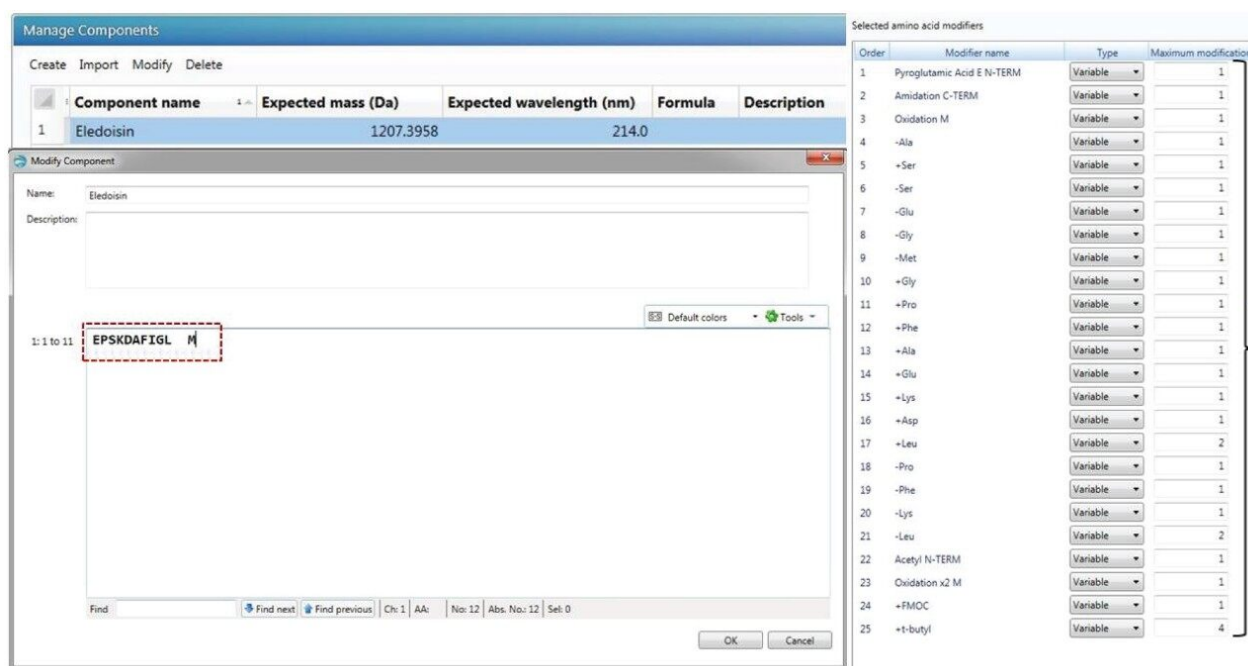 Manage Components
Create Import Modify Delete
Component name 1 Expected mass (Da) Expected wavelength (nm) Formula Description
1 Eledoisin 1207.3958 214.0
Modify Component
Name: Eledoisin
Description:
Default colors Tools
1: 1 to 11 EPSKDAFIGL M
Find Find next Find previous Ch: 1 AA: No: 12 Abs. No.: 12 Sel: 0
OK Cancel
Selected amino acid modifiers
Order Modifier name Type Maximum modification
1 Pyroglutamic Acid E N-TERM Variable 1
2 Amidation C-TERM Variable 1
3 Oxidation M Variable 1
4 -Ala Variable 1
5 +Ser Variable 1
6 -Ser Variable 1
7 -Glu Variable 1
8 -Gly Variable 1
9 -Met Variable 1
10 +Gly Variable 1
11 +Pro Variable 1
12 +Phe Variable 1
13 +Ala Variable 1
14 +Glu Variable 1
15 +Lys Variable 1
16 +Asp Variable 1
17 +Leu Variable 2
18 -Pro Variable 1
19 -Phe Variable 1
20 -Lys Variable 1
21 -Leu Variable 2
22 Acetyl N-TERM Variable 1
23 Oxidation x2 M Variable 1
24 +FMOC Variable 1
25 +t-butyl Variable 4